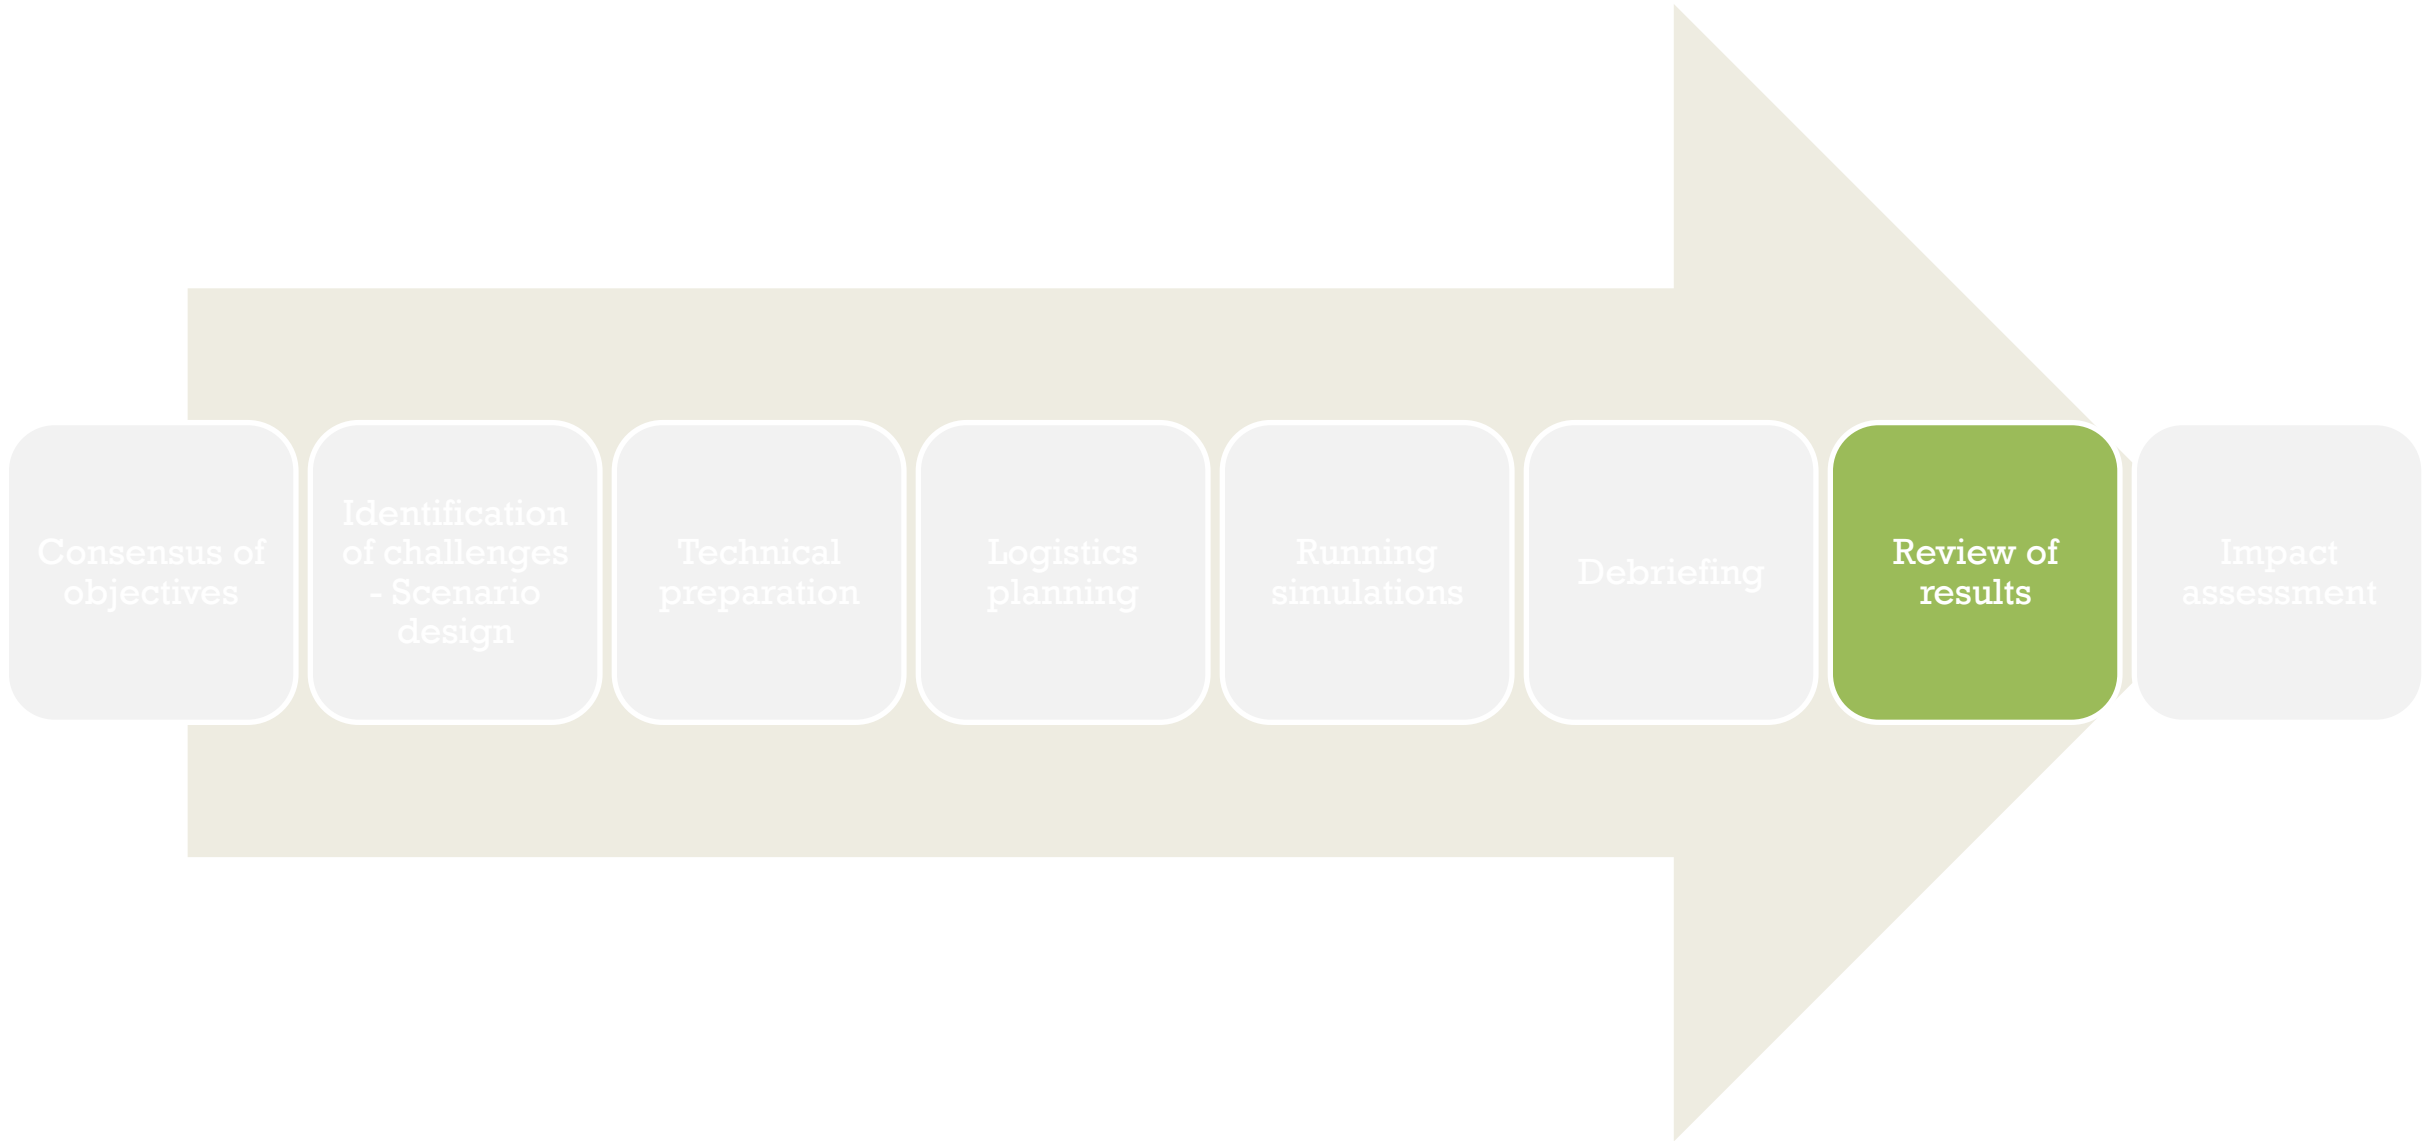 Consensus of
objectives
Identification
of challenges
- Scenario
design
Technical
preparation
Logistics
planning
Running
simulations
Debriefing
Review of
results
Impact
assessment